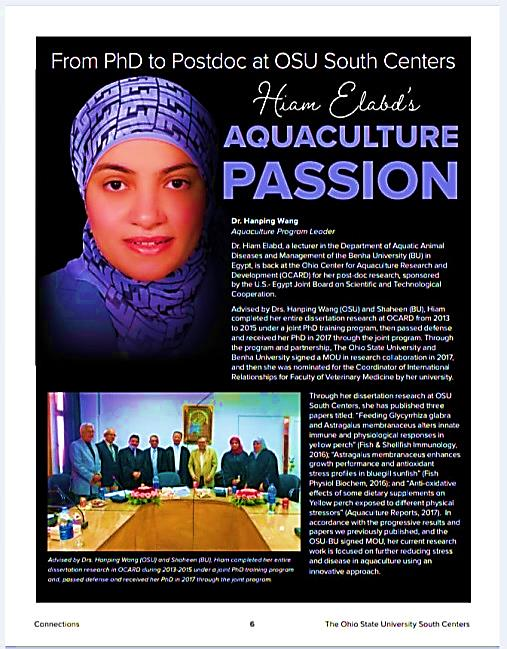 From PhD to Postdoc at OSU South Centers
Hiam Elabd's
AQUACULTURE
PASSION
Dr. Hanping Wang
Aquaculture Program Leader
Dr. Hiam Elabd, a lecturer in the Department of Aquatic Animal
Diseases and Management of the Benha University (BU) in
Egypt, is back at the Ohio Center for Aquaculture Research and
Development (OCARD) for her post-doc research, sponsored
by the U.S.- Egypt Joint Board on Scientific and Technological
Cooperation.
Advised by Drs. Hanping Wang (OSU) and Shaheen (BU), Hiam
completed her entire dissertation research at OCARD from 2013
to 2015 under a joint PhD training program, then passed defense
and received her PhD in 2017 through the joint program. Through
the program and partnership, The Ohio State University and
Benha University signed a MOU in research collaboration in 2017,
and then she was nominated for the Coordinator of International
Relationships for Faculty of Veterinary Medicine by her university.
Through her dissertation research at OSU
South Centers, she has published three
papers titled: "Feeding Glycyrrhiza glabra
and Astragalus membranaceus alters innate
immune and physiological responses in
yellow perch" (Fish & Shellfish Immunology,
2016); "Astragalus membranaceus enhances
growth performance and antioxidant
stress profiles in bluegill sunfish" (Fish
Physiol Biochem, 2016); and "Anti-oxidative
effects of some dietary supplements on
Yellow perch exposed to different physical
stressors" (Aquaculture Reports, 2017). In
accordance with the progressive results and
papers we previously published, and the
OSU-BU signed MOU, her current research
work is focused on further reducing stress
and disease in aquaculture using an
innovative approach.
Advised by Drs. Hanping Wang (OSU) and Shaheen (BU), Hiam completed her entire
dissertation research in OCARD during 2013-2015 under a joint PhD training program
and, passed defense and received her PhD in 2017 through the joint program.
Connections
6
The Ohio State University South Centers